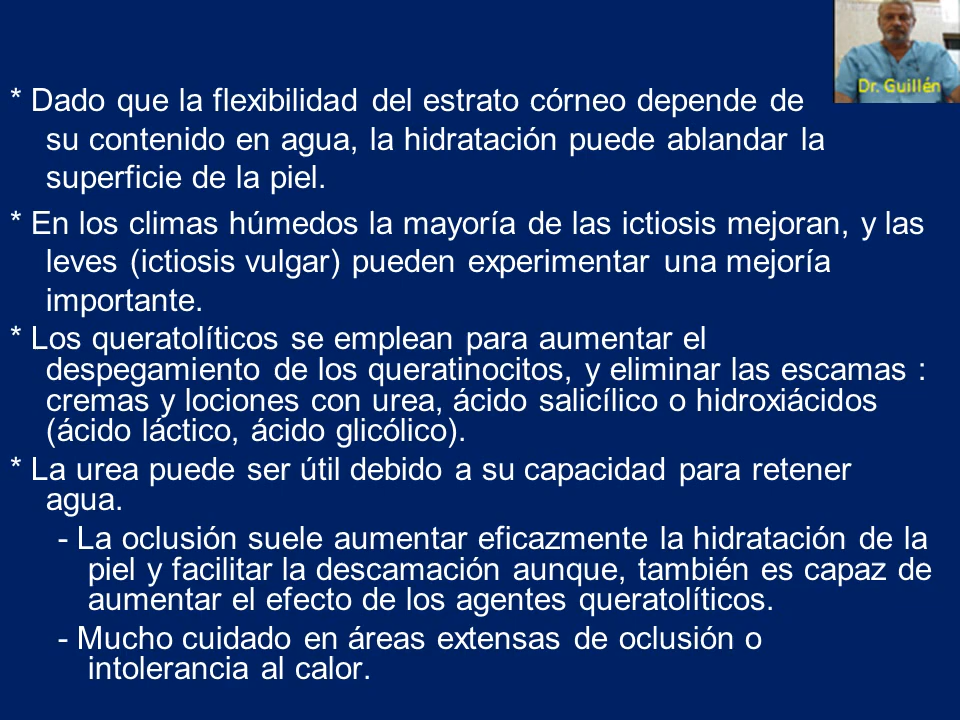 Dr. Guillén
* Dado que la flexibilidad del estrato córneo depende de
su contenido en agua, la hidratación puede ablandar la
superficie de la piel.
* En los climas húmedos la mayoría de las ictiosis mejoran, y las
leves (ictiosis vulgar) pueden experimentar una mejoría
importante.
* Los queratolíticos se emplean para aumentar el
despegamiento de los queratinocitos, y eliminar las escamas :
cremas y lociones con urea, ácido salicílico o hidroxiácidos
(ácido láctico, ácido glicólico).
* La urea puede ser útil debido a su capacidad para retener
agua.
- La oclusión suele aumentar eficazmente la hidratación de la
piel y facilitar la descamación aunque, también es capaz de
aumentar el efecto de los agentes queratolíticos.
- Mucho cuidado en áreas extensas de oclusión o
intolerancia al calor.